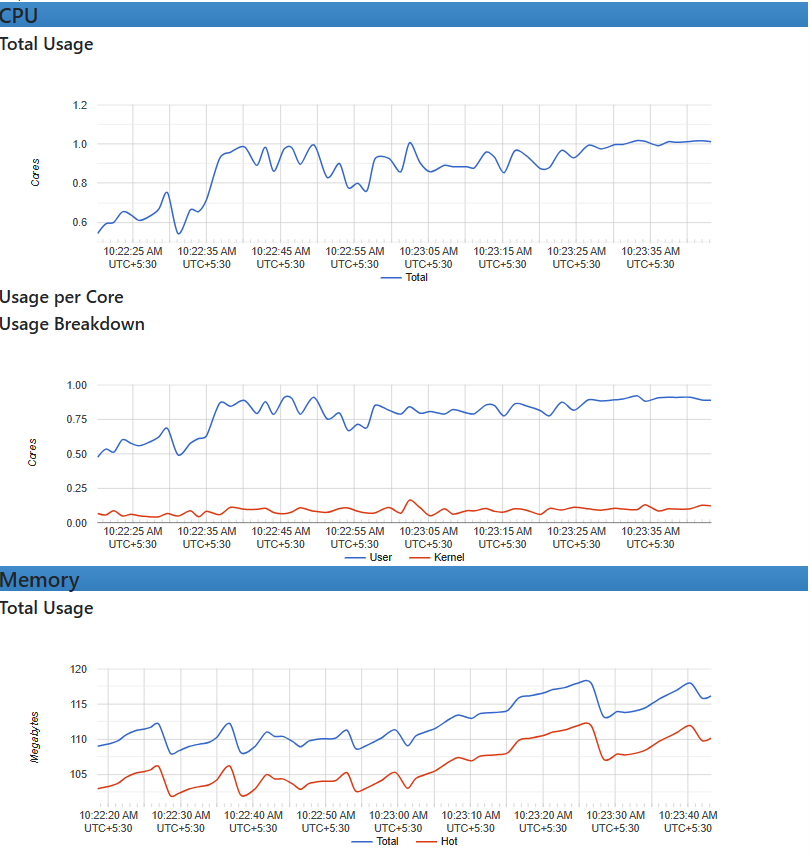 CPU
Total Usage
1.2
1.0
0.8
0.6
Cores
10:22:25 AM 10:22:35 AM 10:22:45 AM 10:22:55 AM 10:23:05 AM 10:23:15 AM 10:23:25 AM 10:23:35 AM
UTC+5:30 UTC+5:30 UTC+5:30 UTC+5:30 UTC+5:30 UTC+5:30 UTC+5:30 UTC+5:30
Total
Usage per Core
Usage Breakdown
1.00
0.75
0.50
0.25
0.00
Cores
10:22:25 AM 10:22:35 AM 10:22:45 AM 10:22:55 AM 10:23:05 AM 10:23:15 AM 10:23:25 AM 10:23:35 AM
UTC+5:30 UTC+5:30 UTC+5:30 UTC+5:30 UTC+5:30 UTC+5:30 UTC+5:30 UTC+5:30
User Kernel
Memory
Total Usage
120
115
110
105
Megabytes
10:22:20 AM 10:22:30 AM 10:22:40 AM 10:22:50 AM 10:23:00 AM 10:23:10 AM 10:23:20 AM 10:23:30 AM 10:23:40 AM
UTC+5:30 UTC+5:30 UTC+5:30 UTC+5:30 UTC+5:30 UTC+5:30 UTC+5:30 UTC+5:30 UTC+5:30
Total Hot